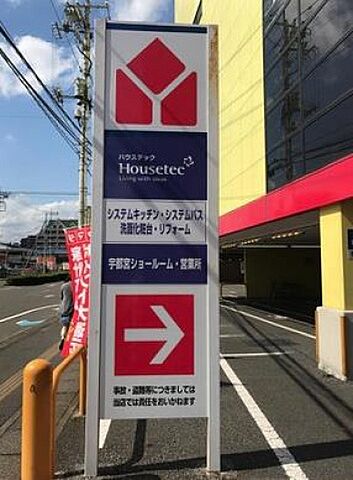 ハウステック
Housetec
Living with ideas
システムキッチン・システムバス
洗面化粧台・リフォーム
宇都宮ショールーム・営業所
事故・盗難等につきましては
当店では責任をおいかねます